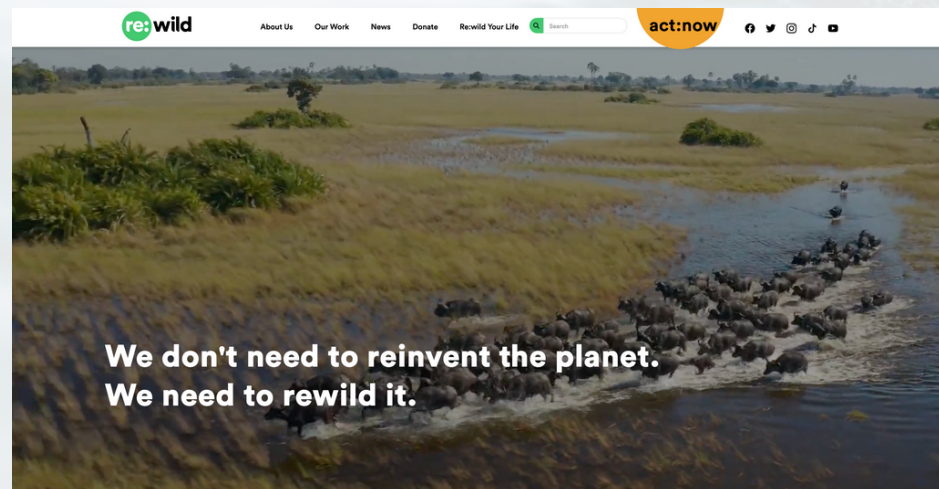 re:wild
About Us
Our Work
News
Donate
Re:wild Your Life
Search
act:now
We don't need to reinvent the planet.
We need to rewild it.